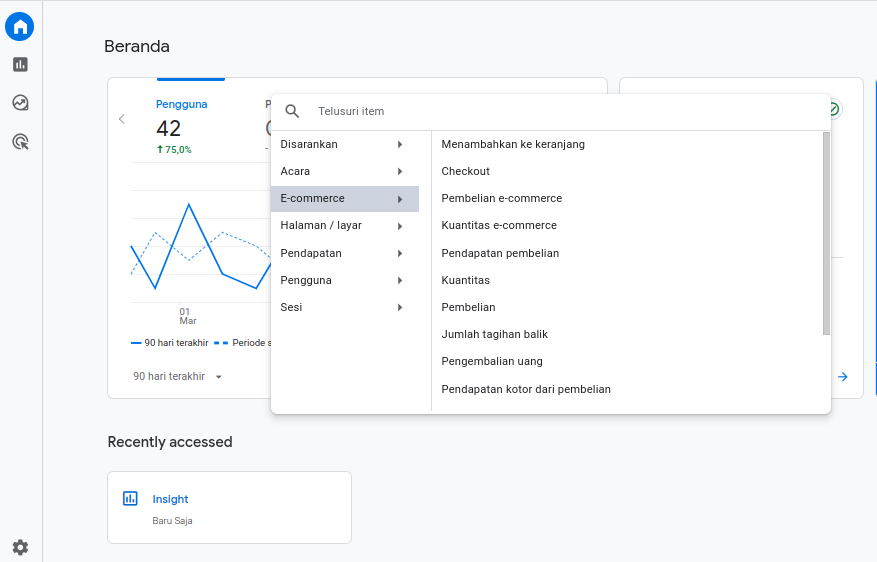 Beranda
Pengguna
42
75,0%
Telusuri item
Disarankan
Acara
E-commerce
Halaman / layar
Pendapatan
Pengguna
Sesi
Menambahkan ke keranjang
Checkout
Pembelian e-commerce
Kuantitas e-commerce
Pendapatan pembelian
Kuantitas
Pembelian
Jumlah tagihan balik
Pengembalian uang
Pendapatan kotor dari pembelian
01
Mar
90 hari terakhir
Periode
90 hari terakhir
Recently accessed
Insight
Baru Saja